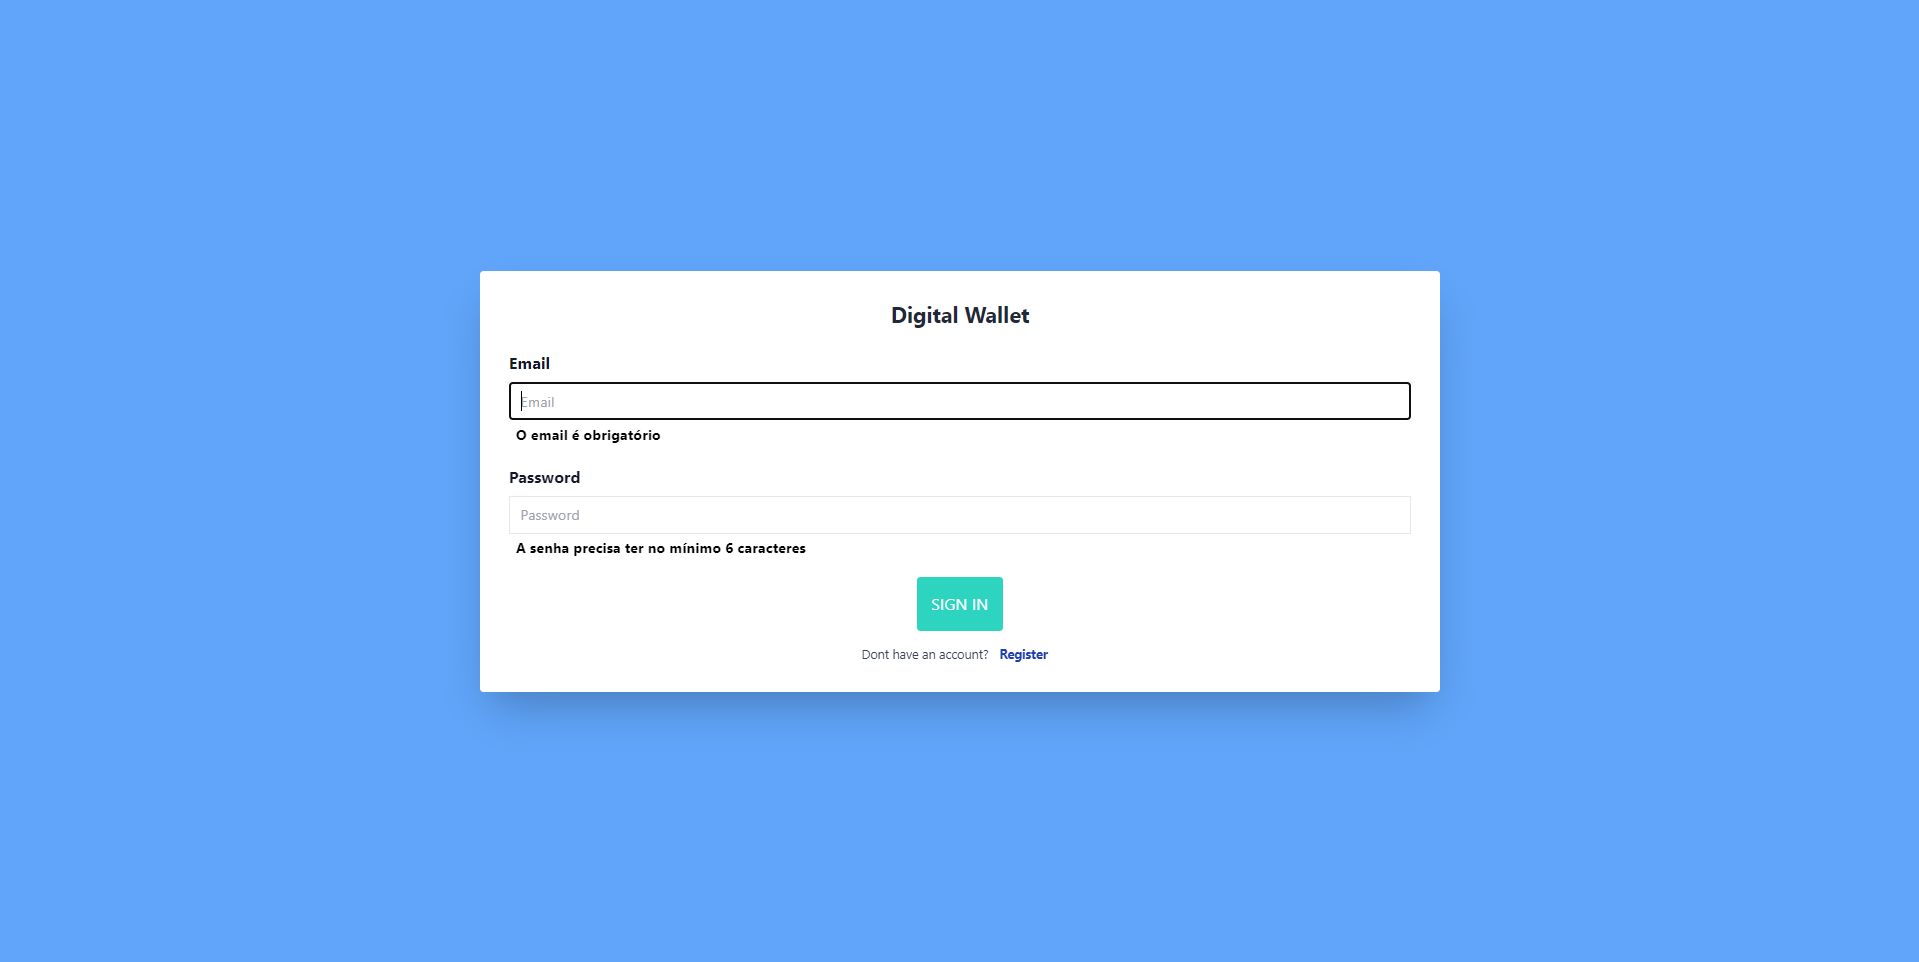 Digital Wallet
Email
Email
O email é obrigatório
Password
Password
A senha precisa ter no mínimo 6 caracteres
SIGN IN
Dont have an account? Register